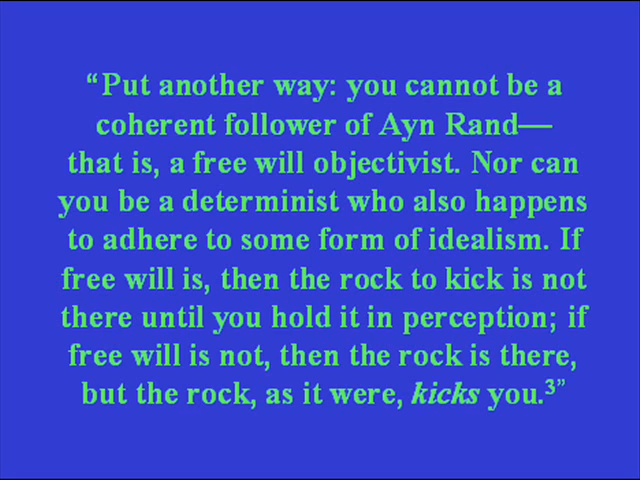 “Put another way: you cannot be a
coherent follower of Ayn Rand—
that is, a free will objectivist. Nor can
you be a determinist who also happens
to adhere to some form of idealism. If
free will is, then the rock to kick is not
there until you hold it in perception; if
free will is not, then the rock is there,
but the rock, as it were, kicks you.³”